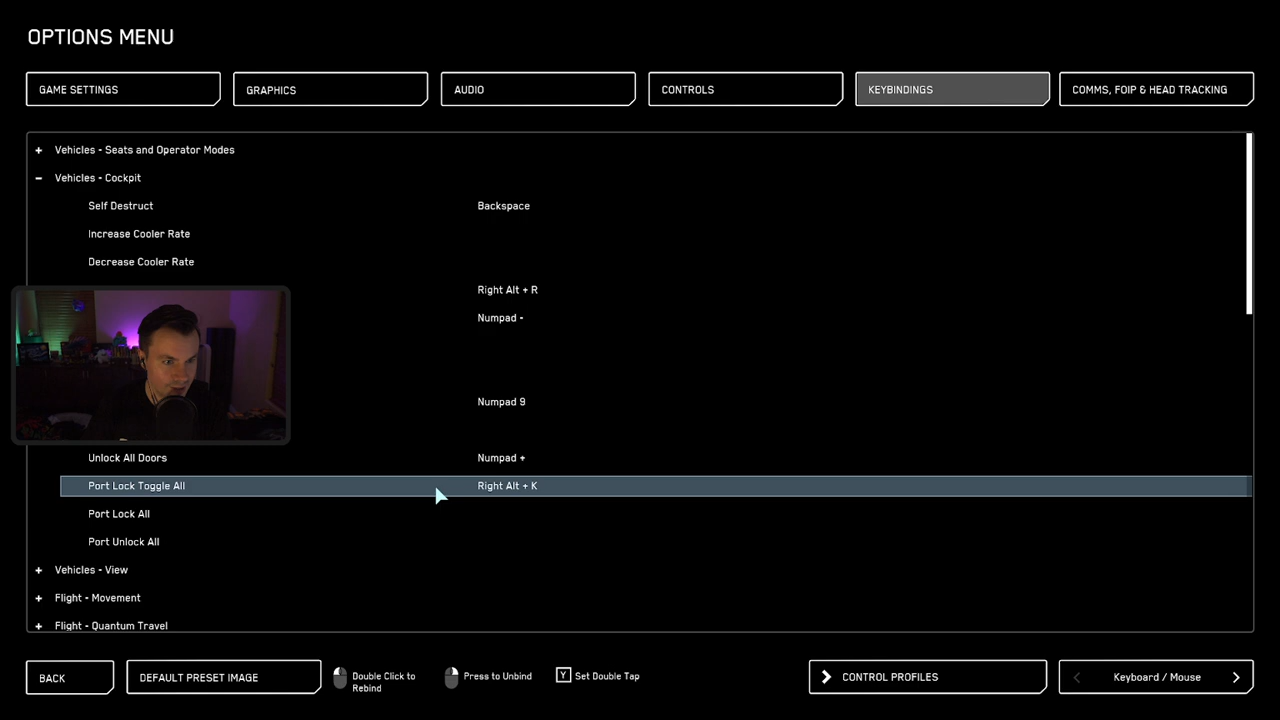 OPTIONS MENU
GAME SETTINGS
GRAPHICS
AUDIO
CONTROLS
KEYBINDINGS
COMMS, FOIP & HEAD TRACKING
+ Vehicles - Seats and Operator Modes
- Vehicles - Cockpit
Self Destruct Backspace
Increase Cooler Rate
Decrease Cooler Rate
Right Alt + R
Numpad -
Numpad 9
Unlock All Doors Numpad +
Port Lock Toggle All Right Alt + K
Port Lock All
Port Unlock All
+ Vehicles - View
+ Flight - Movement
+ Flight - Quantum Travel
BACK
DEFAULT PRESET IMAGE
Double Click to
Rebind
Press to Unbind
Y Set Double Tap
CONTROL PROFILES
Keyboard / Mouse